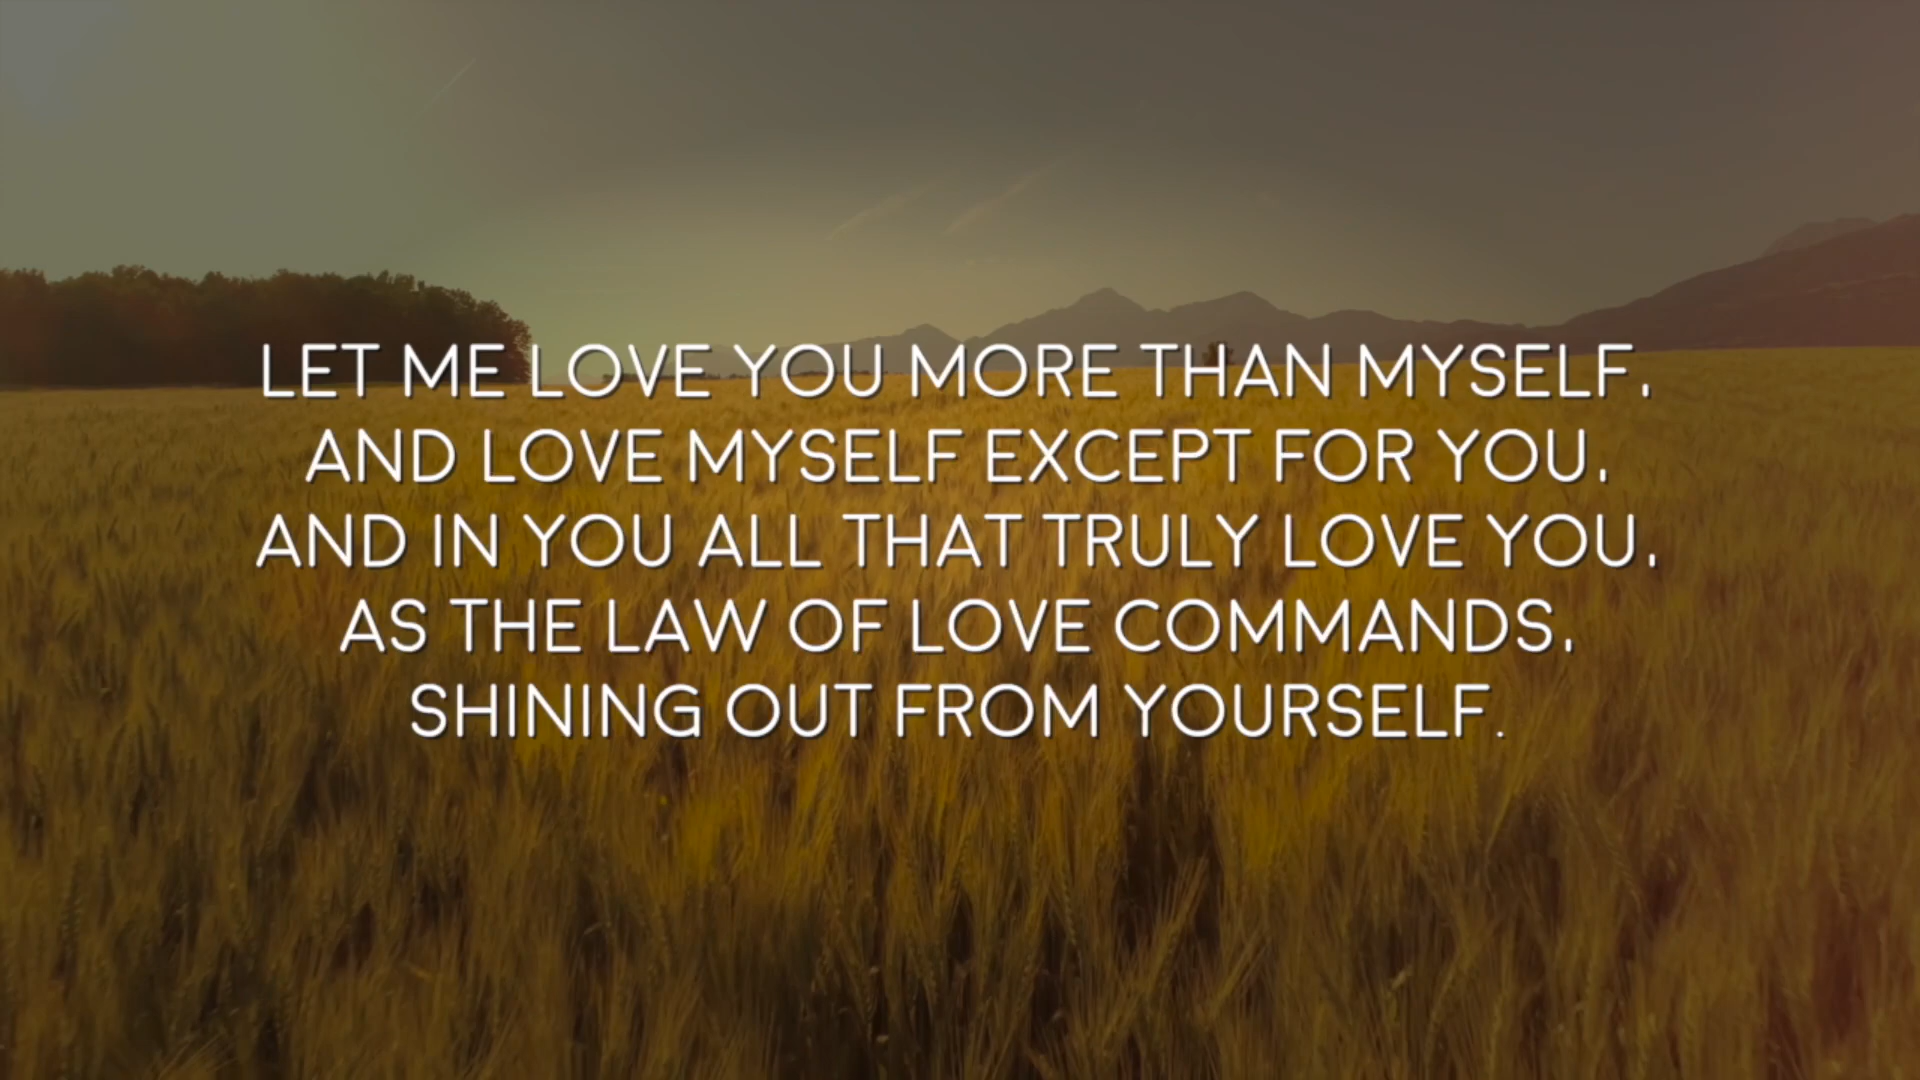 LET ME LOVE YOU MORE THAN MYSELF,
AND LOVE MYSELF EXCEPT FOR YOU,
AND IN YOU ALL THAT TRULY LOVE YOU,
AS THE LAW OF LOVE COMMANDS,
SHINING OUT FROM YOURSELF.